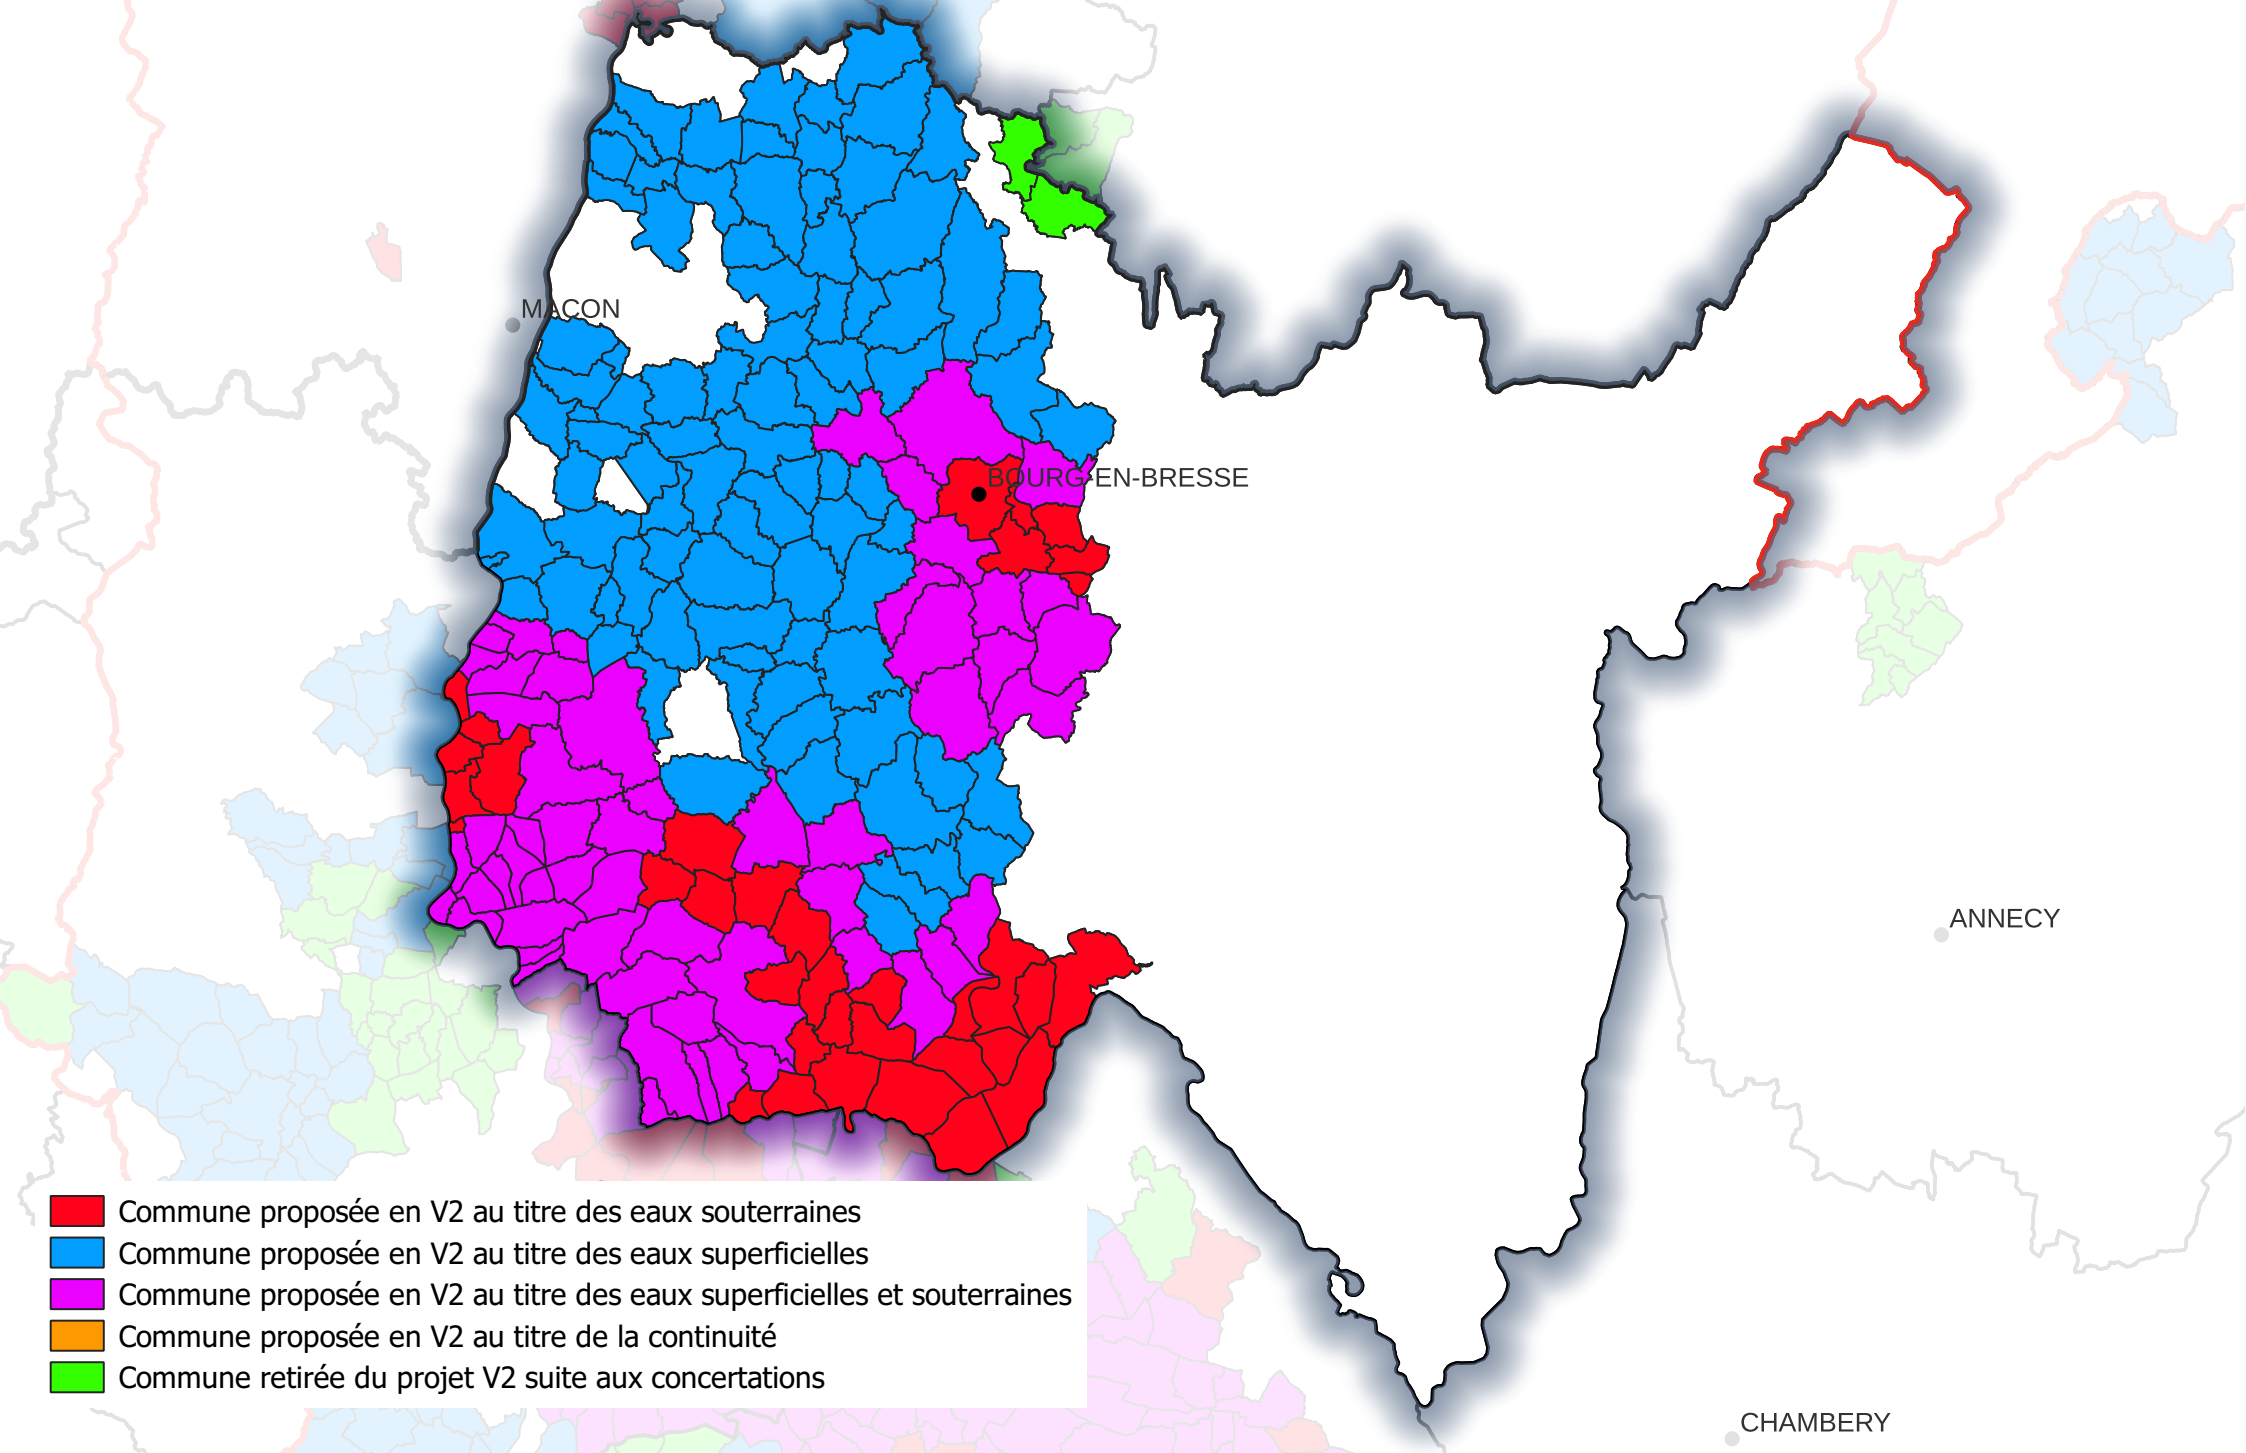 MACON
BOURG-EN-BRESSE
ANNECY
Commune proposée en V2 au titre des eaux souterraines
Commune proposée en V2 au titre des eaux superficielles
Commune proposée en V2 au titre des eaux superficielles et souterraines
Commune proposée en V2 au titre de la continuité
Commune retirée du projet V2 suite aux concertations
CHAMBERY